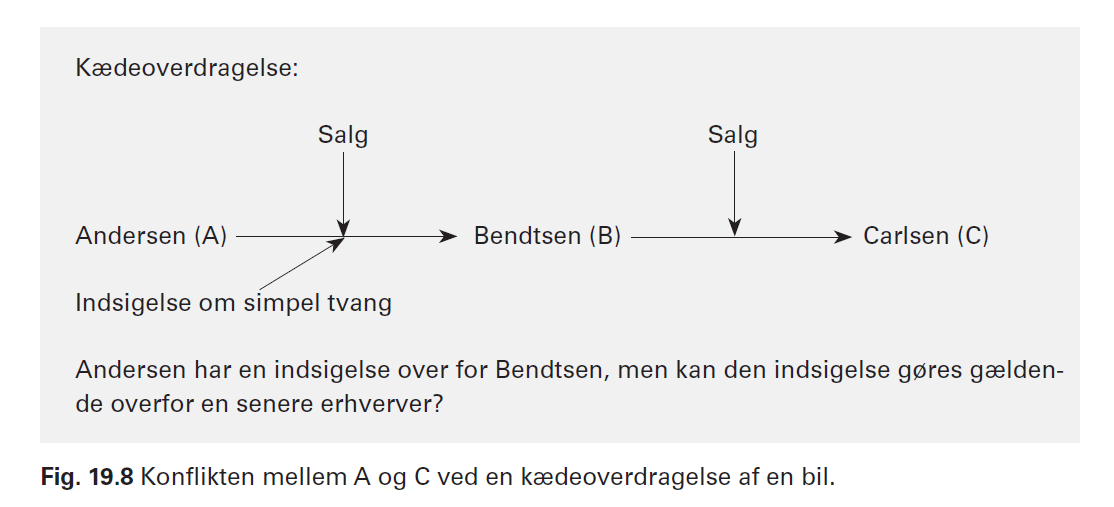 Kædeoverdragelse:
Salg Salg
Andersen (A) Bendtsen (B) Carlsen (C)
Indsigelse om simpel tvang
Andersen har en indsigelse over for Bendtsen, men kan den indsigelse gøres gælden-
de overfor en senere erhverver?
Fig. 19.8 Konflikten mellem A og C ved en kædeoverdragelse af en bil.